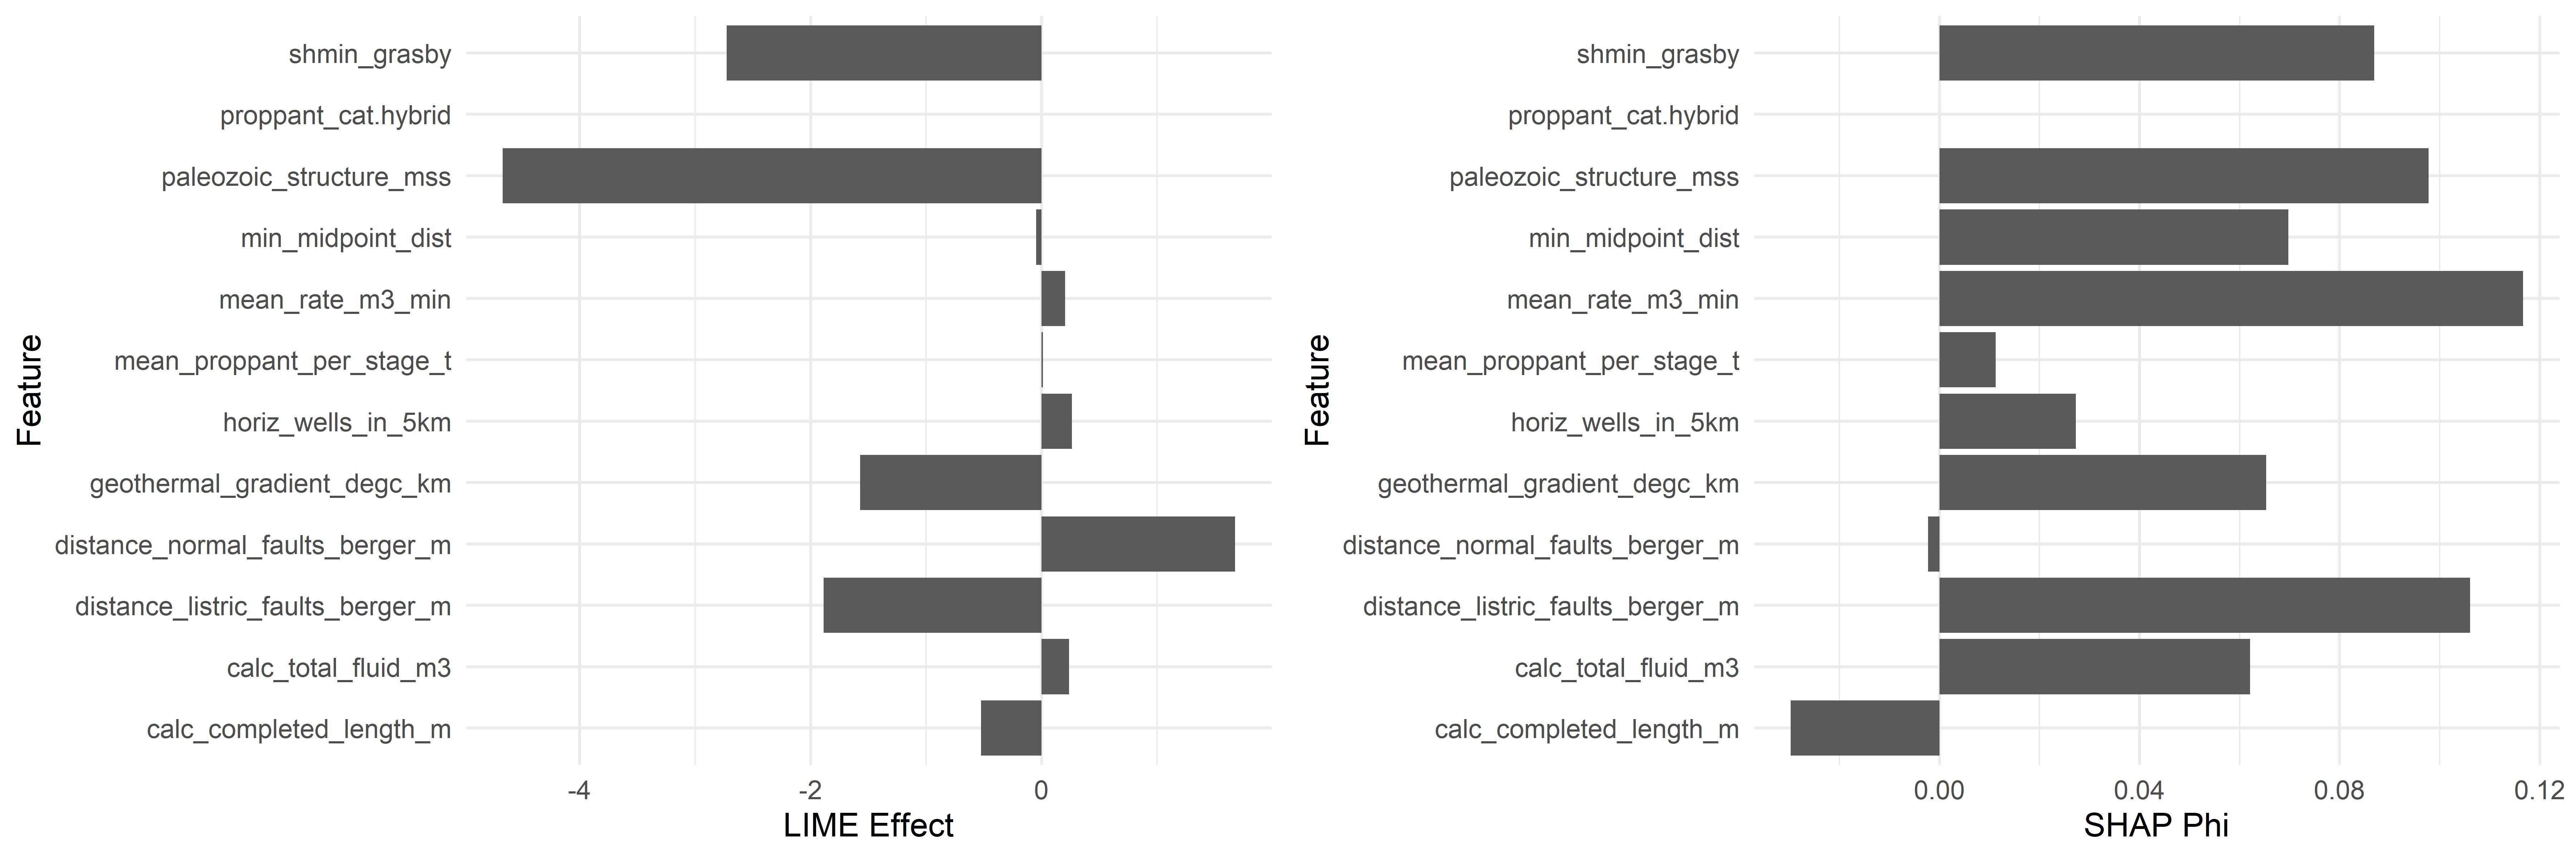 Feature
shmin_grasby
proppant_cat.hybrid
paleozoic_structure_mss
min_midpoint_dist
mean_rate_m3_min
mean_proppant_per_stage_t
horiz_wells_in_5km
geothermal_gradient_degc_km
distance_normal_faults_berger_m
distance_listric_faults_berger_m
calc_total_fluid_m3
calc_completed_length_m
-4 -2 0
LIME Effect
Feature
shmin_grasby
proppant_cat.hybrid
paleozoic_structure_mss
min_midpoint_dist
mean_rate_m3_min
mean_proppant_per_stage_t
horiz_wells_in_5km
geothermal_gradient_degc_km
distance_normal_faults_berger_m
distance_listric_faults_berger_m
calc_total_fluid_m3
calc_completed_length_m
0.00 0.04 0.08 0.12
SHAP Phi